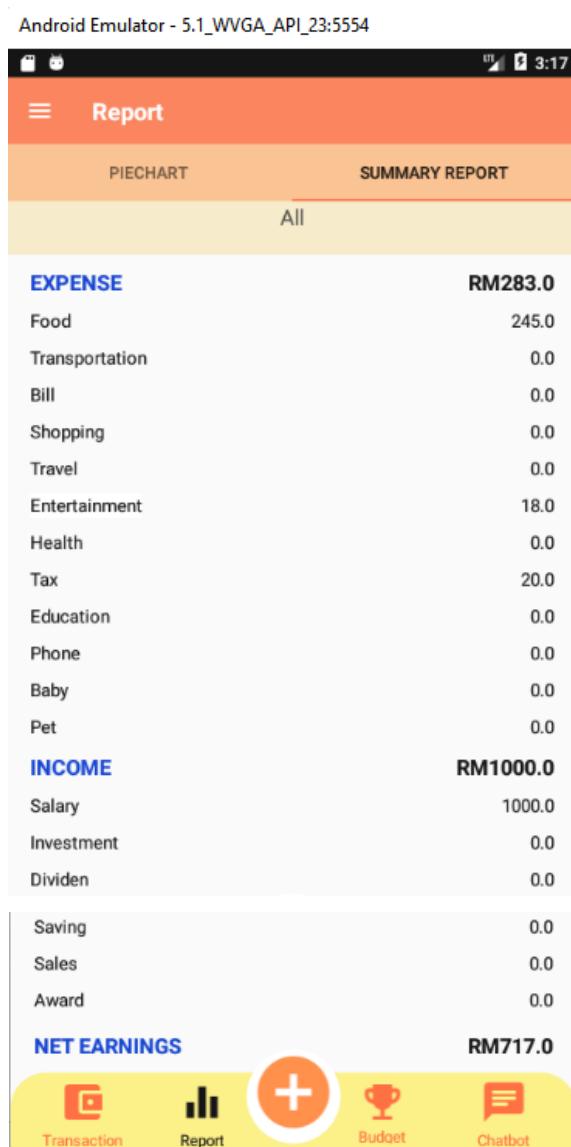 Android Emulator - 5.1_WVGA_API_23:5554
LTE 3:17
Report
PIECHART SUMMARY REPORT
All
EXPENSE RM283.0
Food 245.0
Transportation 0.0
Bill 0.0
Shopping 0.0
Travel 0.0
Entertainment 18.0
Health 0.0
Tax 20.0
Education 0.0
Phone 0.0
Baby 0.0
Pet 0.0
INCOME RM1000.0
Salary 1000.0
Investment 0.0
Dividen 0.0
Saving 0.0
Sales 0.0
Award 0.0
NET EARNINGS RM717.0
Transaction Report Budget Chatbot